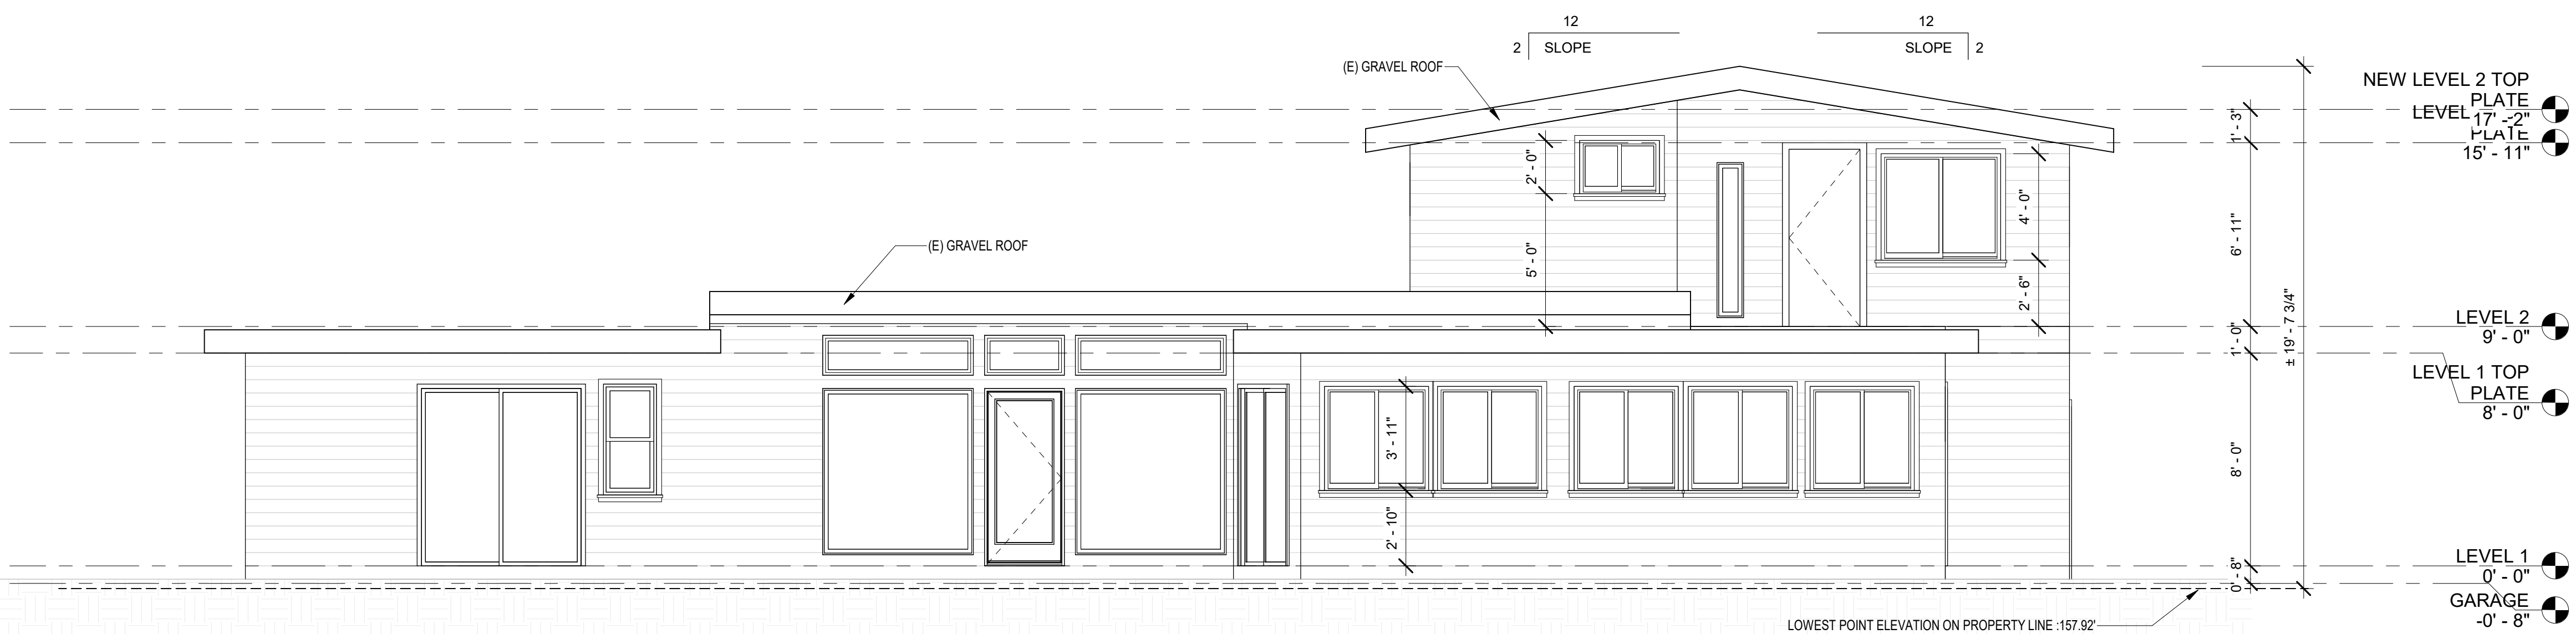 12
2 SLOPE
12
SLOPE 2
(E) GRAVEL ROOF
NEW LEVEL 2 TOP
PLATE
17' - 2"
LEVEL
PLATE
15' - 11"
1' - 3"
2' - 0"
4' - 0"
6' - 11"
(E) GRAVEL ROOF
5' - 0"
2' - 6"
± 19' - 7 3/4"
LEVEL 2
9' - 0"
1' - 0"
LEVEL 1 TOP
PLATE
8' - 0"
3' - 11"
8' - 0"
2' - 10"
LEVEL 1
0' - 0"
0' - 8"
GARAGE
-0' - 8"
LOWEST POINT ELEVATION ON PROPERTY LINE :157.92'